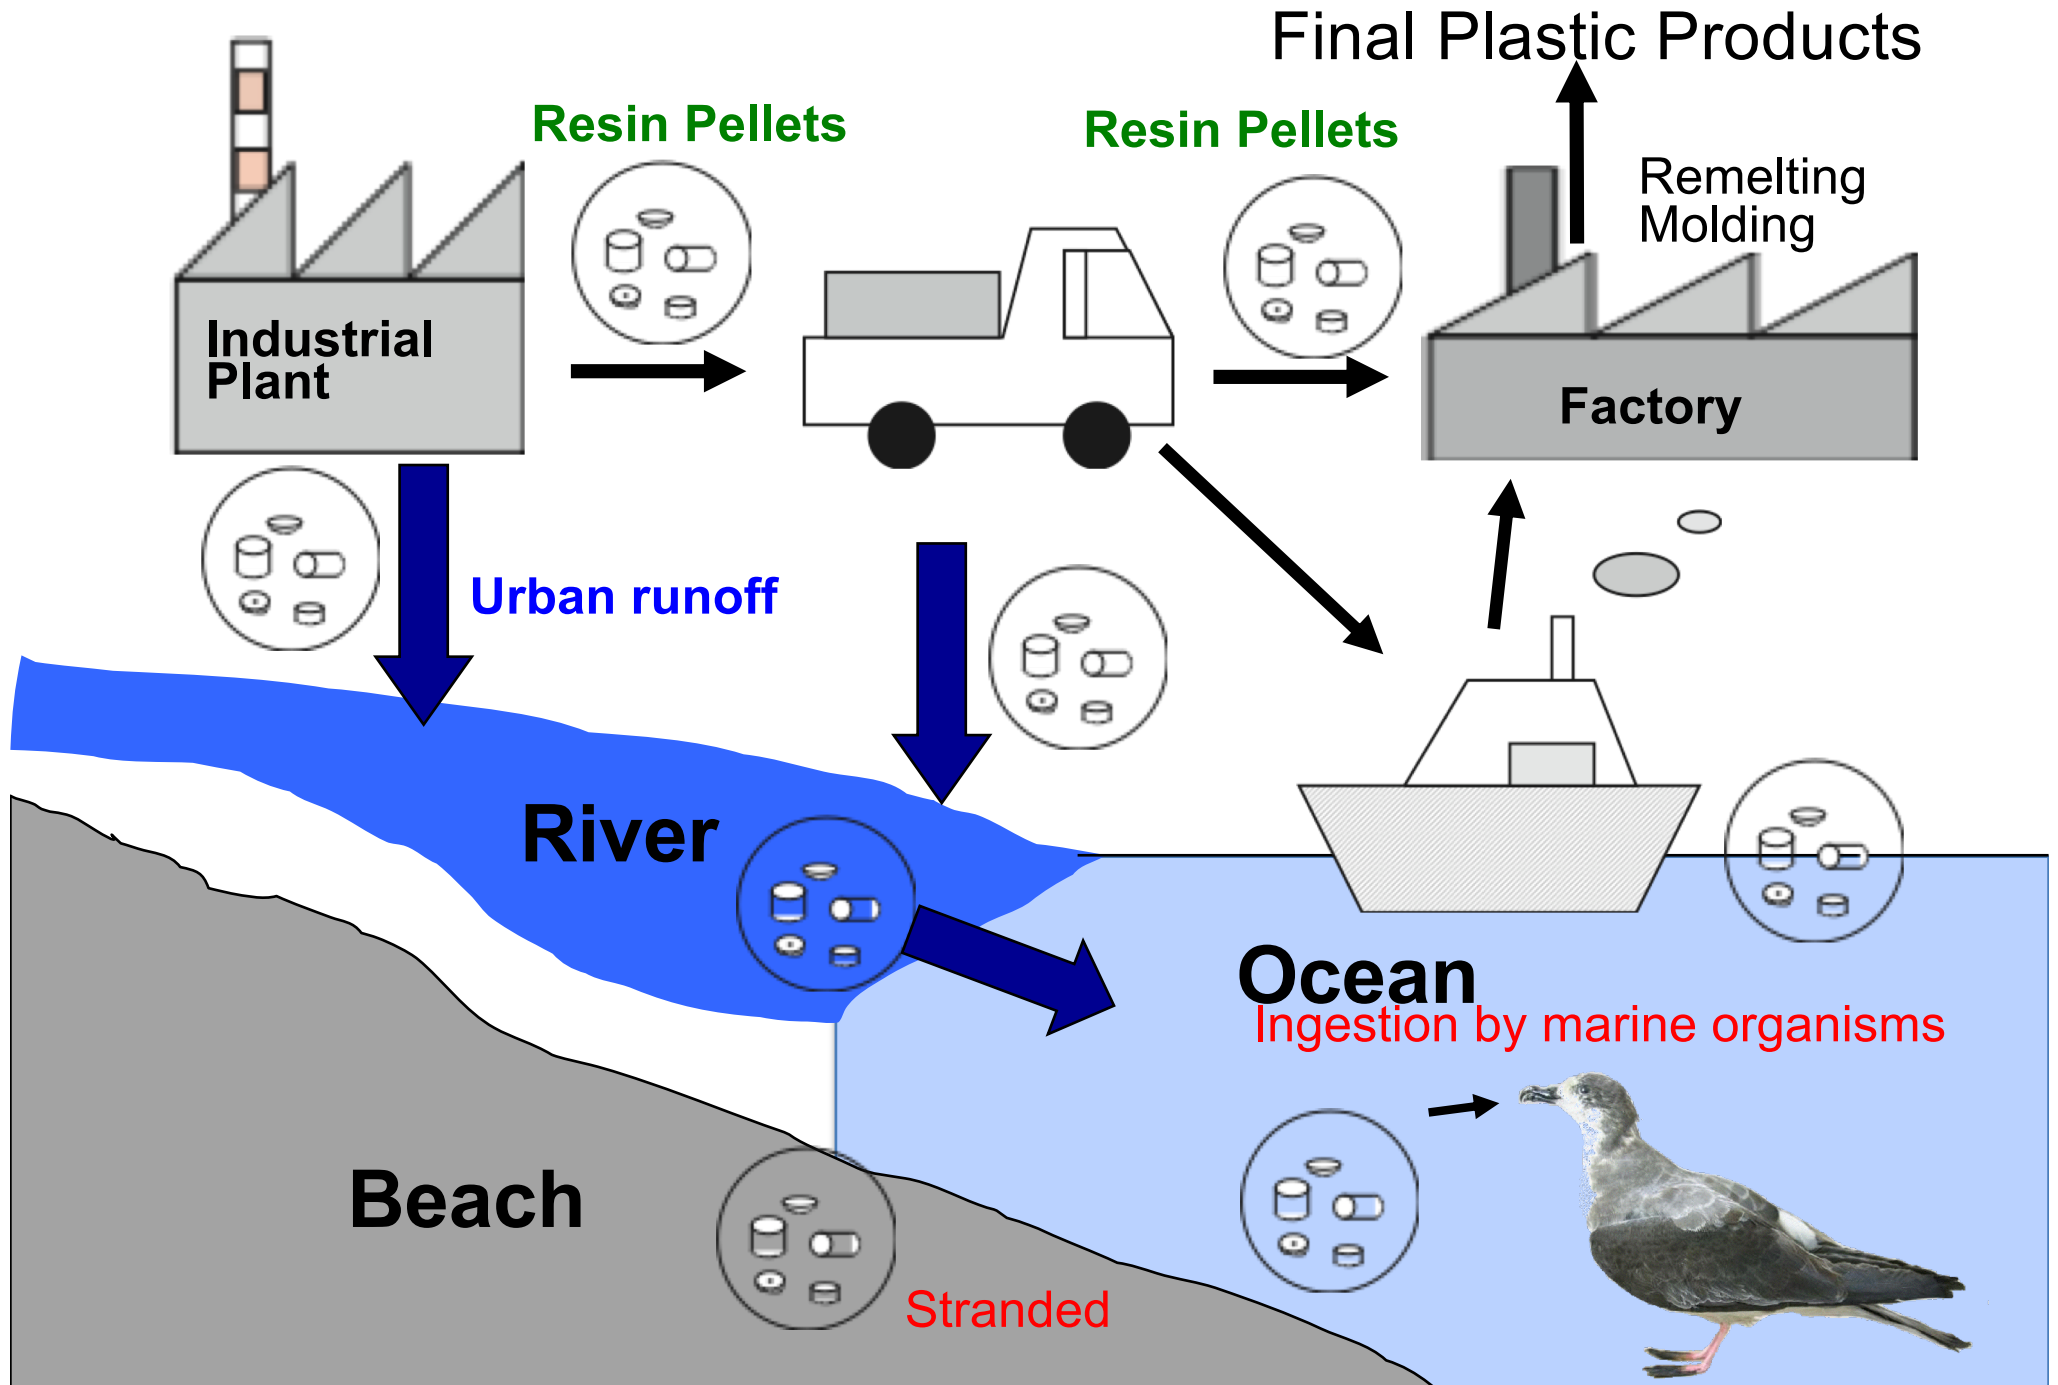 Final Plastic Products
Resin Pellets
Resin Pellets
Remelting
Molding
Industrial
Plant
Factory
Urban runoff
River
Ocean
Ingestion by marine organisms
Beach
Stranded